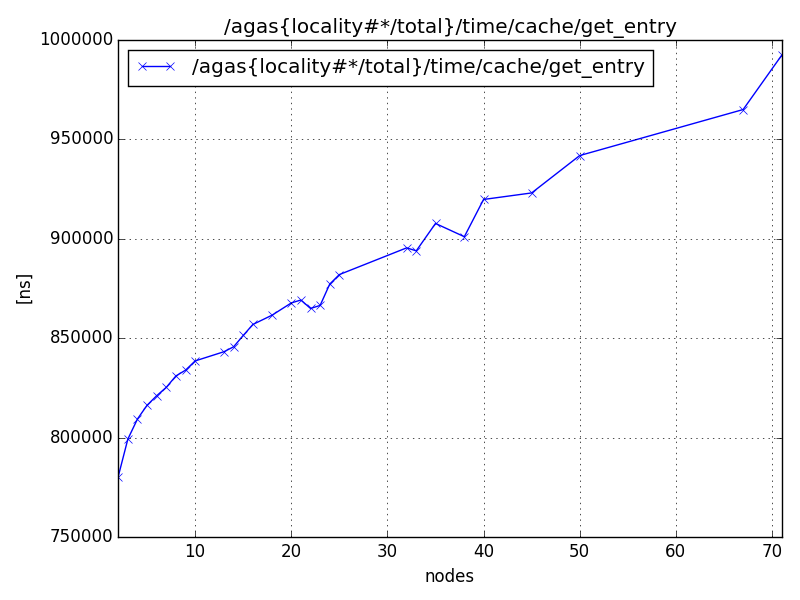 /agas{locality#*/total}/time/cache/get_entry
1000000
/agas{locality#*/total}/time/cache/get_entry
950000
900000
[ns]
850000
800000
750000
10 20 30 40 50 60 70
nodes